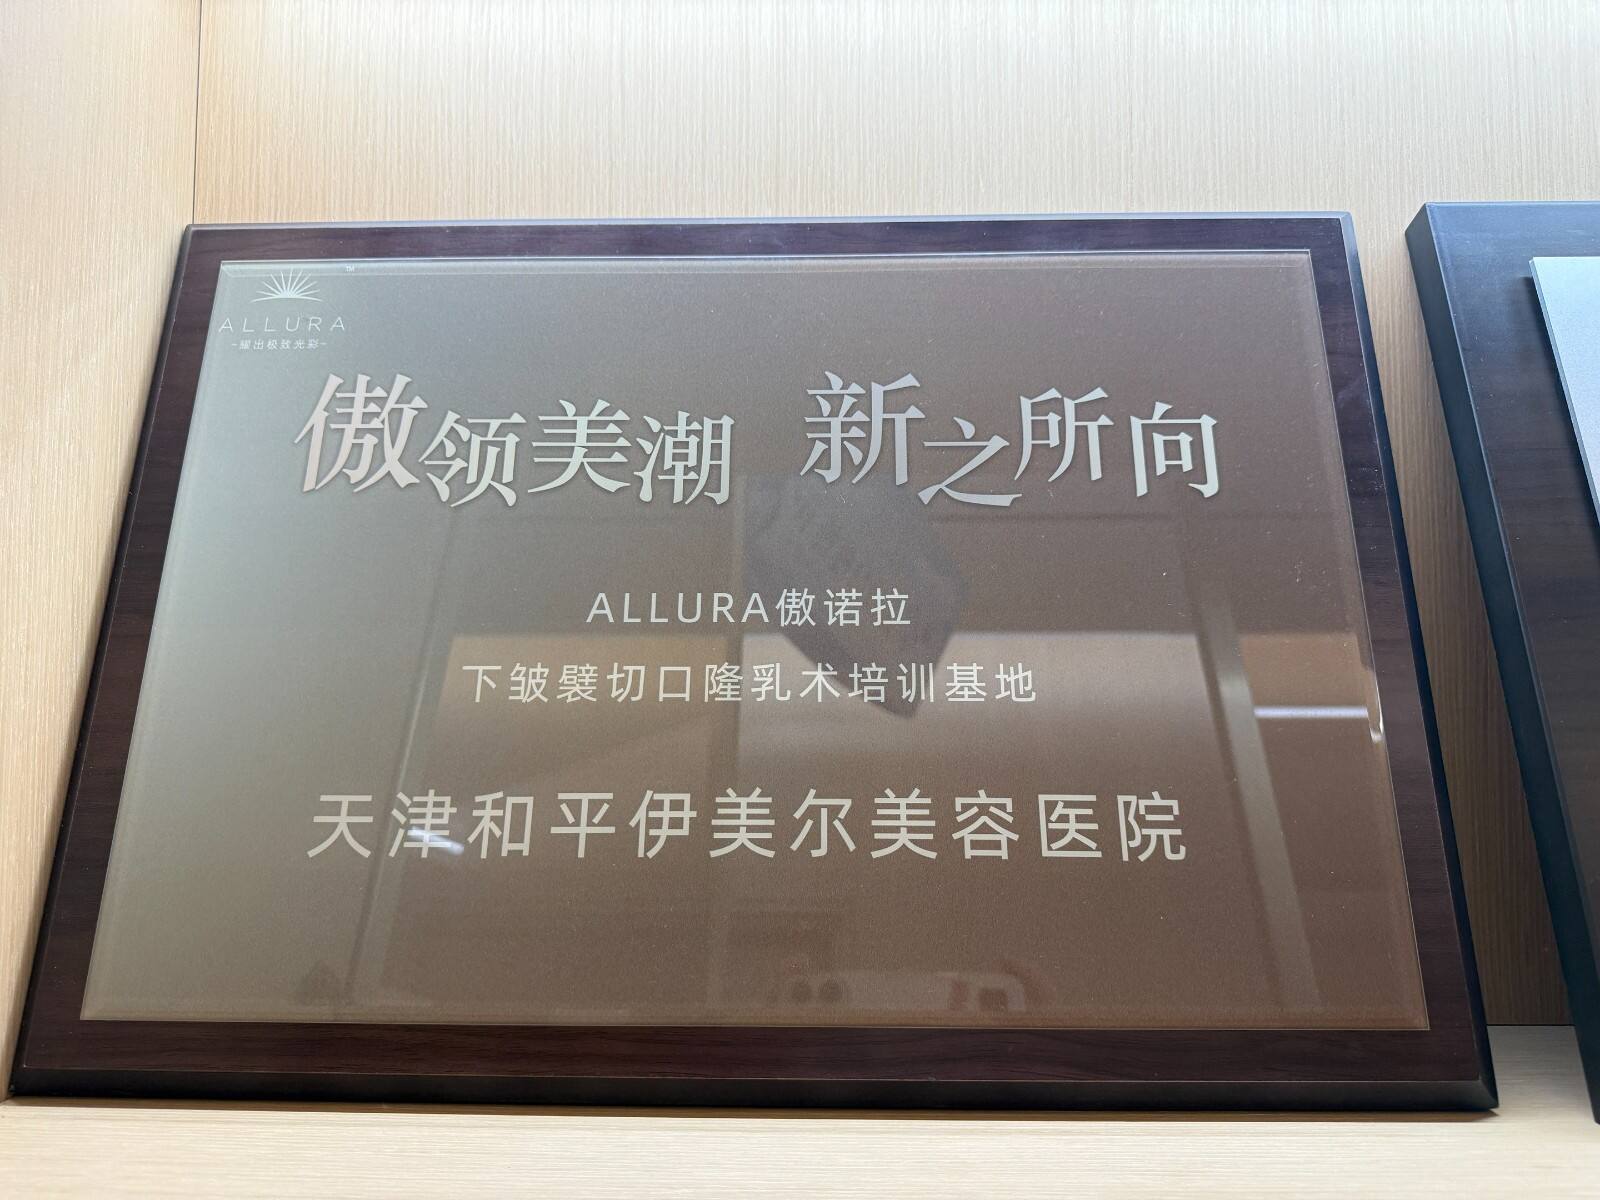 ALLURA™
-耀出极致光彩-
傲领美潮 新之所向
ALLURA傲诺拉
下皱襞切口隆乳术培训基地
天津和平伊美尔美容医院